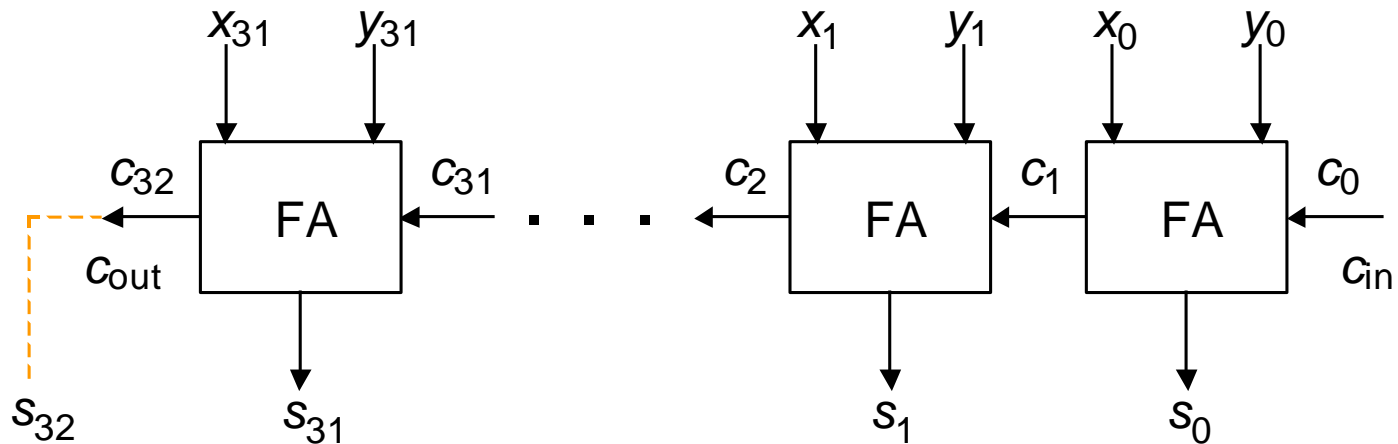 x31 y31 x1 y1 x0 y0
c32 c31 c2 c1 c0
FA . . . FA FA
cout cin
s32 s31 s1 s0